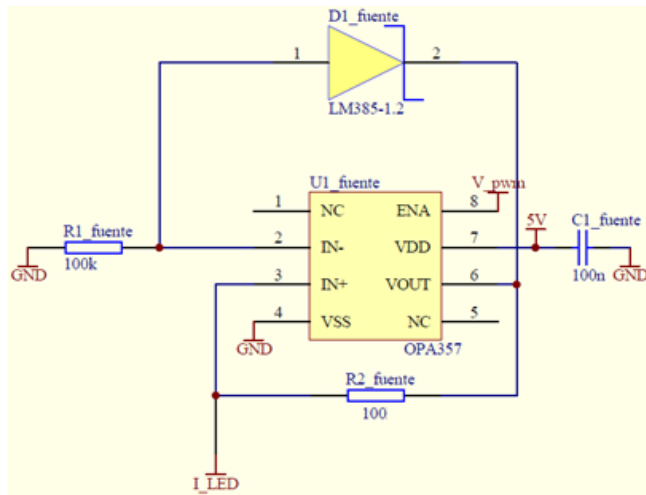 D1_fuente
1
2
LM385-1.2
U1_fuente
V_pwm
1
NC
ENA
8
5V
C1_fuente
R1_fuente
2
IN-
VDD
7
GND
100k
100n
GND
3
IN+
VOUT
6
4
VSS
NC
5
GND
OPA357
R2_fuente
100
I_LED